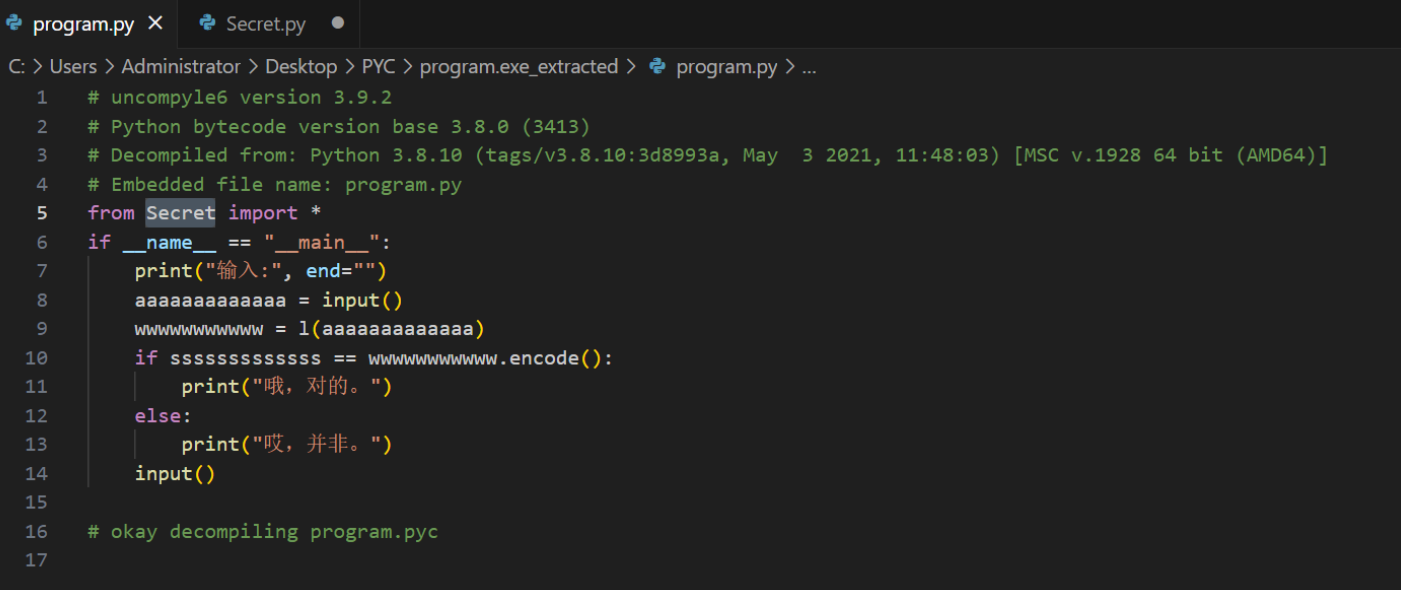 program.py ×
Secret.py ●
C: > Users > Administrator > Desktop > PYC > program.exe_extracted > program.py > ...
1 # uncompyle6 version 3.9.2
2 # Python bytecode version base 3.8.0 (3413)
3 # Decompiled from: Python 3.8.10 (tags/v3.8.10:3d8993a, May  3 2021, 11:48:03) [MSC v.1928 64 bit (AMD64)]
4 # Embedded file name: program.py
5 from Secret import *
6 if __name__ == "__main__":
7     print("输入:", end="")
8     aaaaaaaaaaaaa = input()
9     wwwwwwwwwww = l(aaaaaaaaaaaaa)
10     if sssssssssssss == wwwwwwwwwww.encode():
11         print("哦，对的。")
12     else:
13         print("哎，并非。")
14     input()
15
16 # okay decompiling program.pyc
17